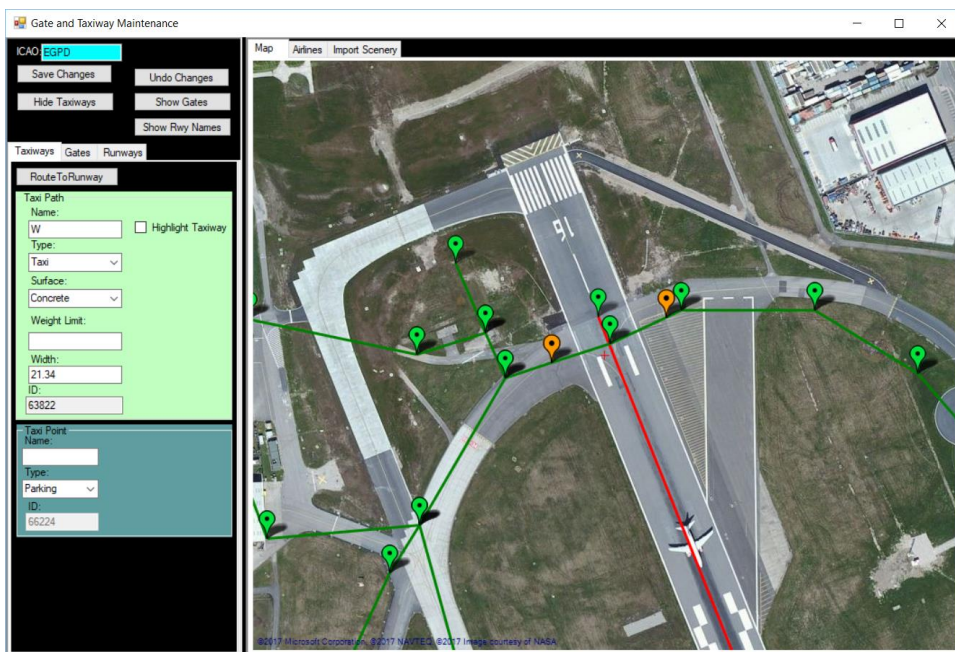 Gate and Taxiway Maintenance
ICAO: EGPD
Save Changes
Undo Changes
Hide Taxiways
Show Gates
Show Rwy Names
Taxiways Gates Runways
RouteToRunway
Taxi Path
Name:
W
Highlight Taxiway
Type:
Taxi
Surface:
Concrete
Weight Limit:
Width:
21.34
ID:
63822
Taxi Point
Name:
Type:
Parking
ID:
66224
Map Airlines Import Scenery
16
©2017 Microsoft Corporation, ©2017 NAVTEQ, ©2017 Image courtesy of NASA